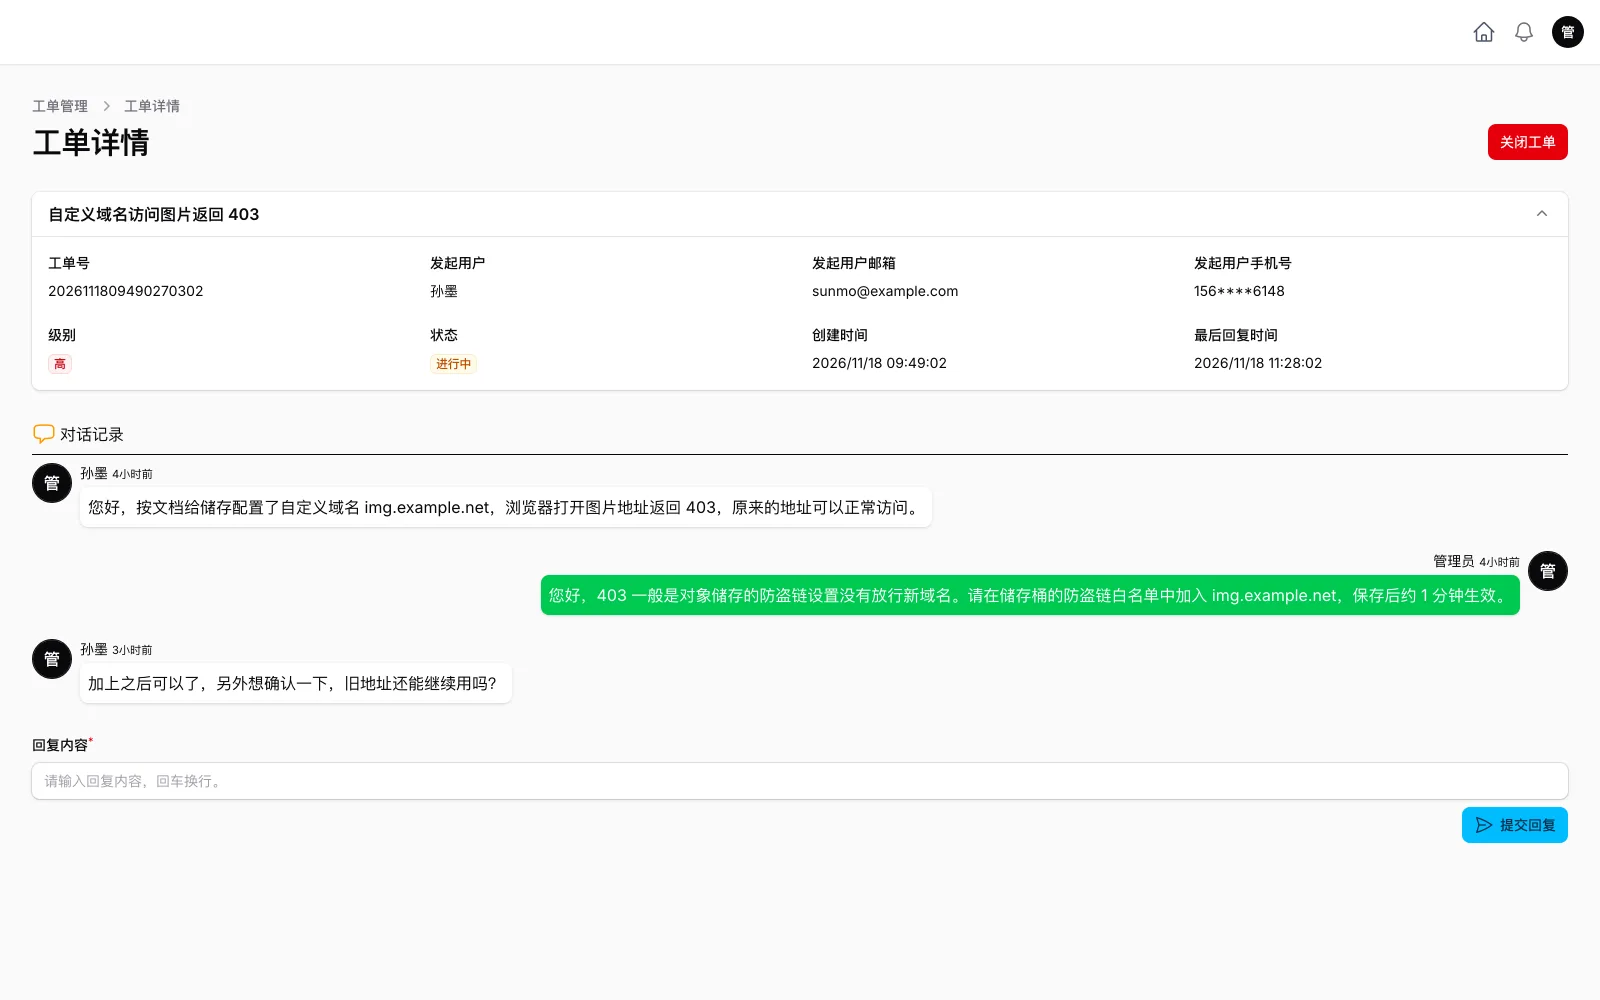 管
工单管理 > 工单详情
工单详情
关闭工单
自定义域名访问图片返回 403
工单号 发起用户 发起用户邮箱 发起用户手机号
2026111809490270302 孙墨 sunmo@example.com 156****6148
级别 状态 创建时间 最后回复时间
高 进行中 2026/11/18 09:49:02 2026/11/18 11:28:02
对话记录
管 孙墨 4小时前
您好，按文档给储存配置了自定义域名 img.example.net，浏览器打开图片地址返回 403，原来的地址可以正常访问。
管理员 4小时前 管
您好，403 一般是对象储存的防盗链设置没有放行新域名。请在储存桶的防盗链白名单中加入 img.example.net，保存后约 1 分钟生效。
管 孙墨 3小时前
加上之后可以了，另外想确认一下，旧地址还能继续用吗？
回复内容*
请输入回复内容，回车换行。
提交回复